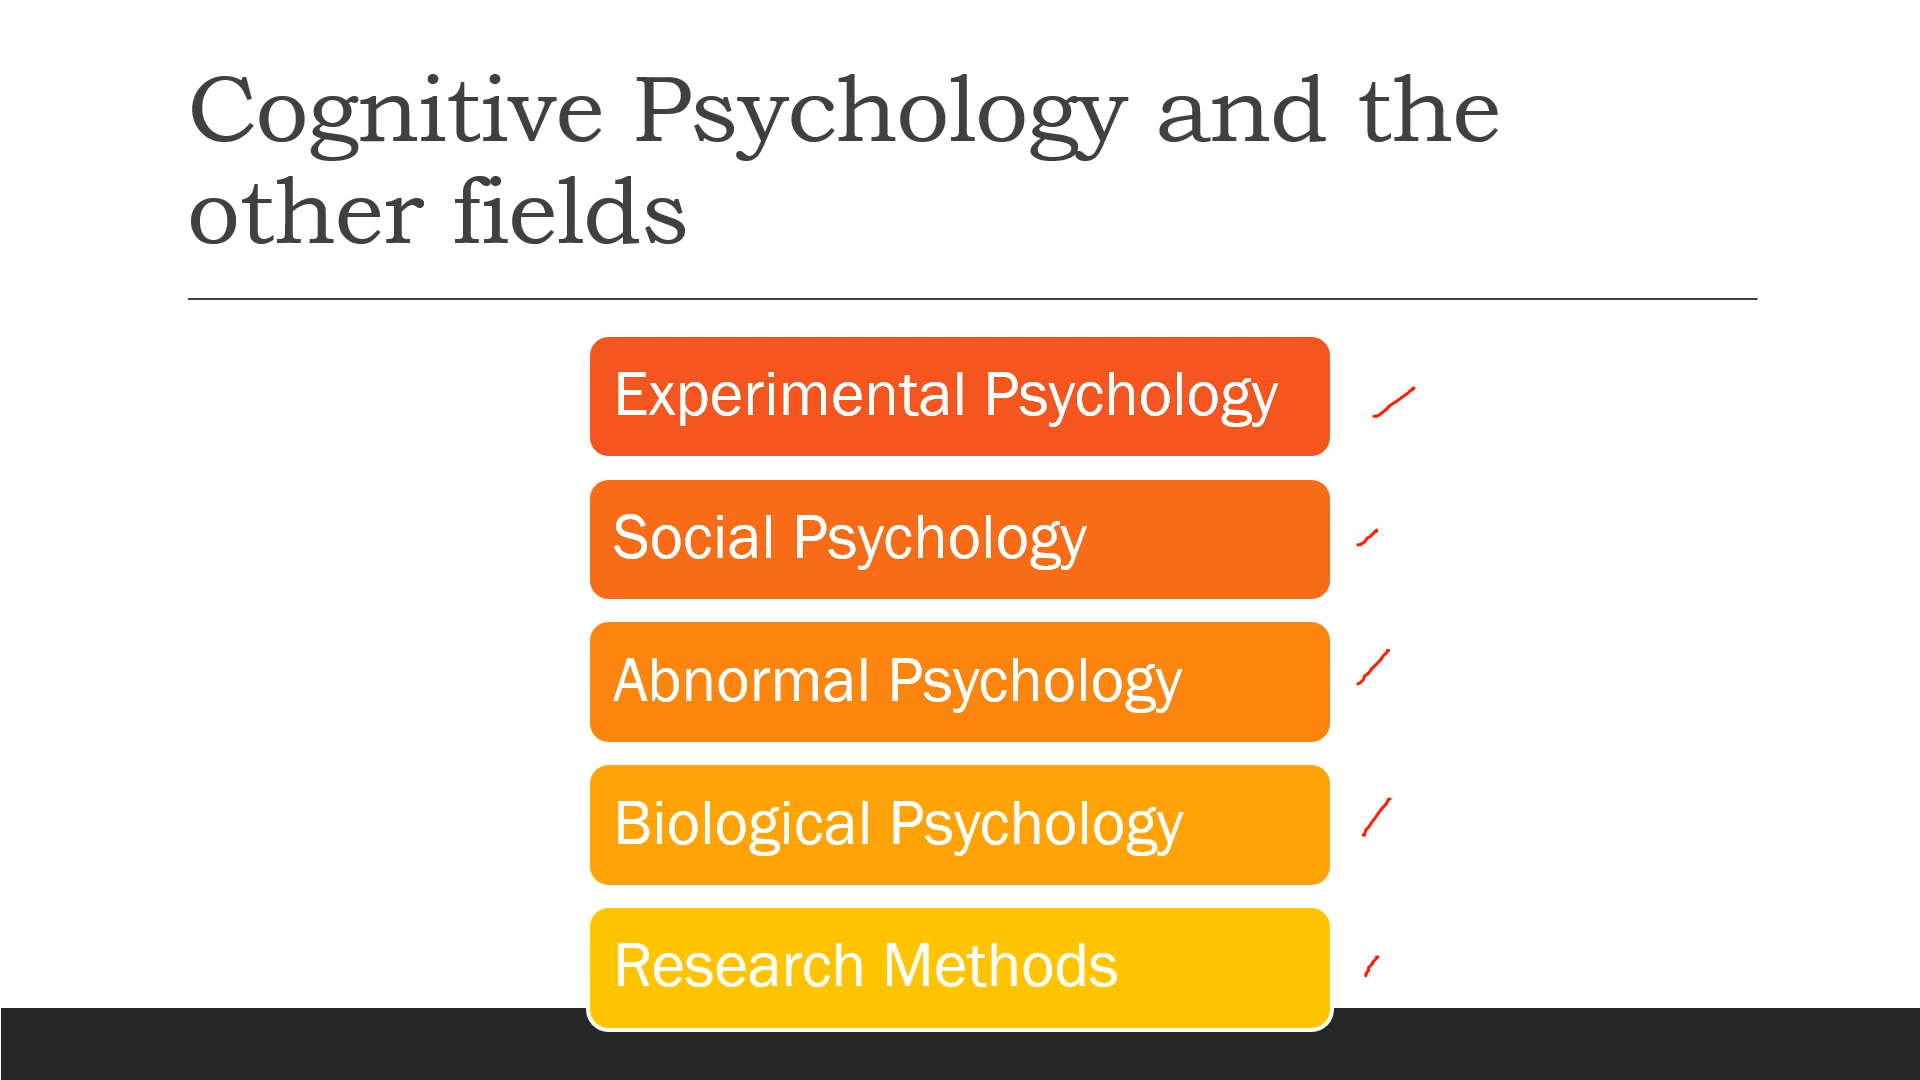 Cognitive Psychology and the
other fields
Experimental Psychology
Social Psychology
Abnormal Psychology
Biological Psychology
Research Methods